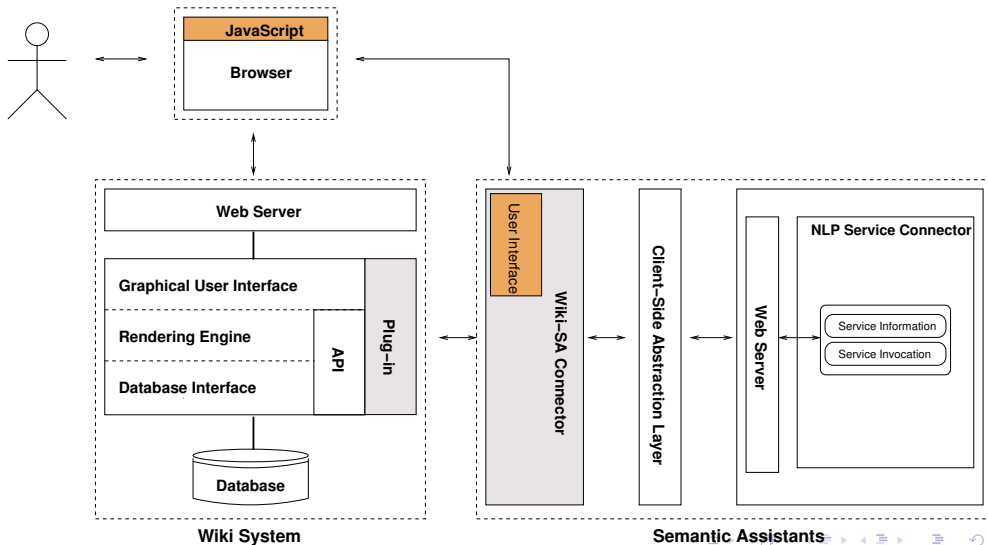 JavaScript
Browser
Web Server
Graphical User Interface
Rendering Engine
Database Interface
API
Plug-in
Database
Wiki System
User Interface
Wiki-SA Connector
Client-Side Abstraction Layer
Web Server
NLP Service Connector
Service Information
Service Invocation
Semantic Assistants